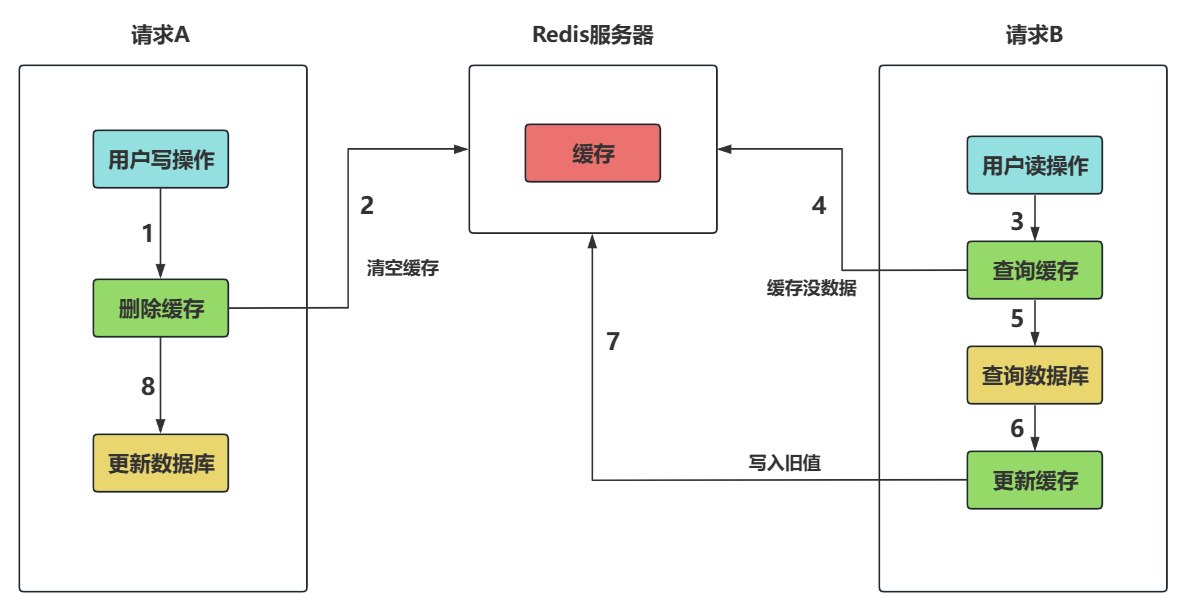 请求A
Redis服务器
请求B
用户写操作
1
删除缓存
8
更新数据库
2
清空缓存
缓存
4
缓存没数据
7
写入旧值
用户读操作
3
查询缓存
5
查询数据库
6
更新缓存